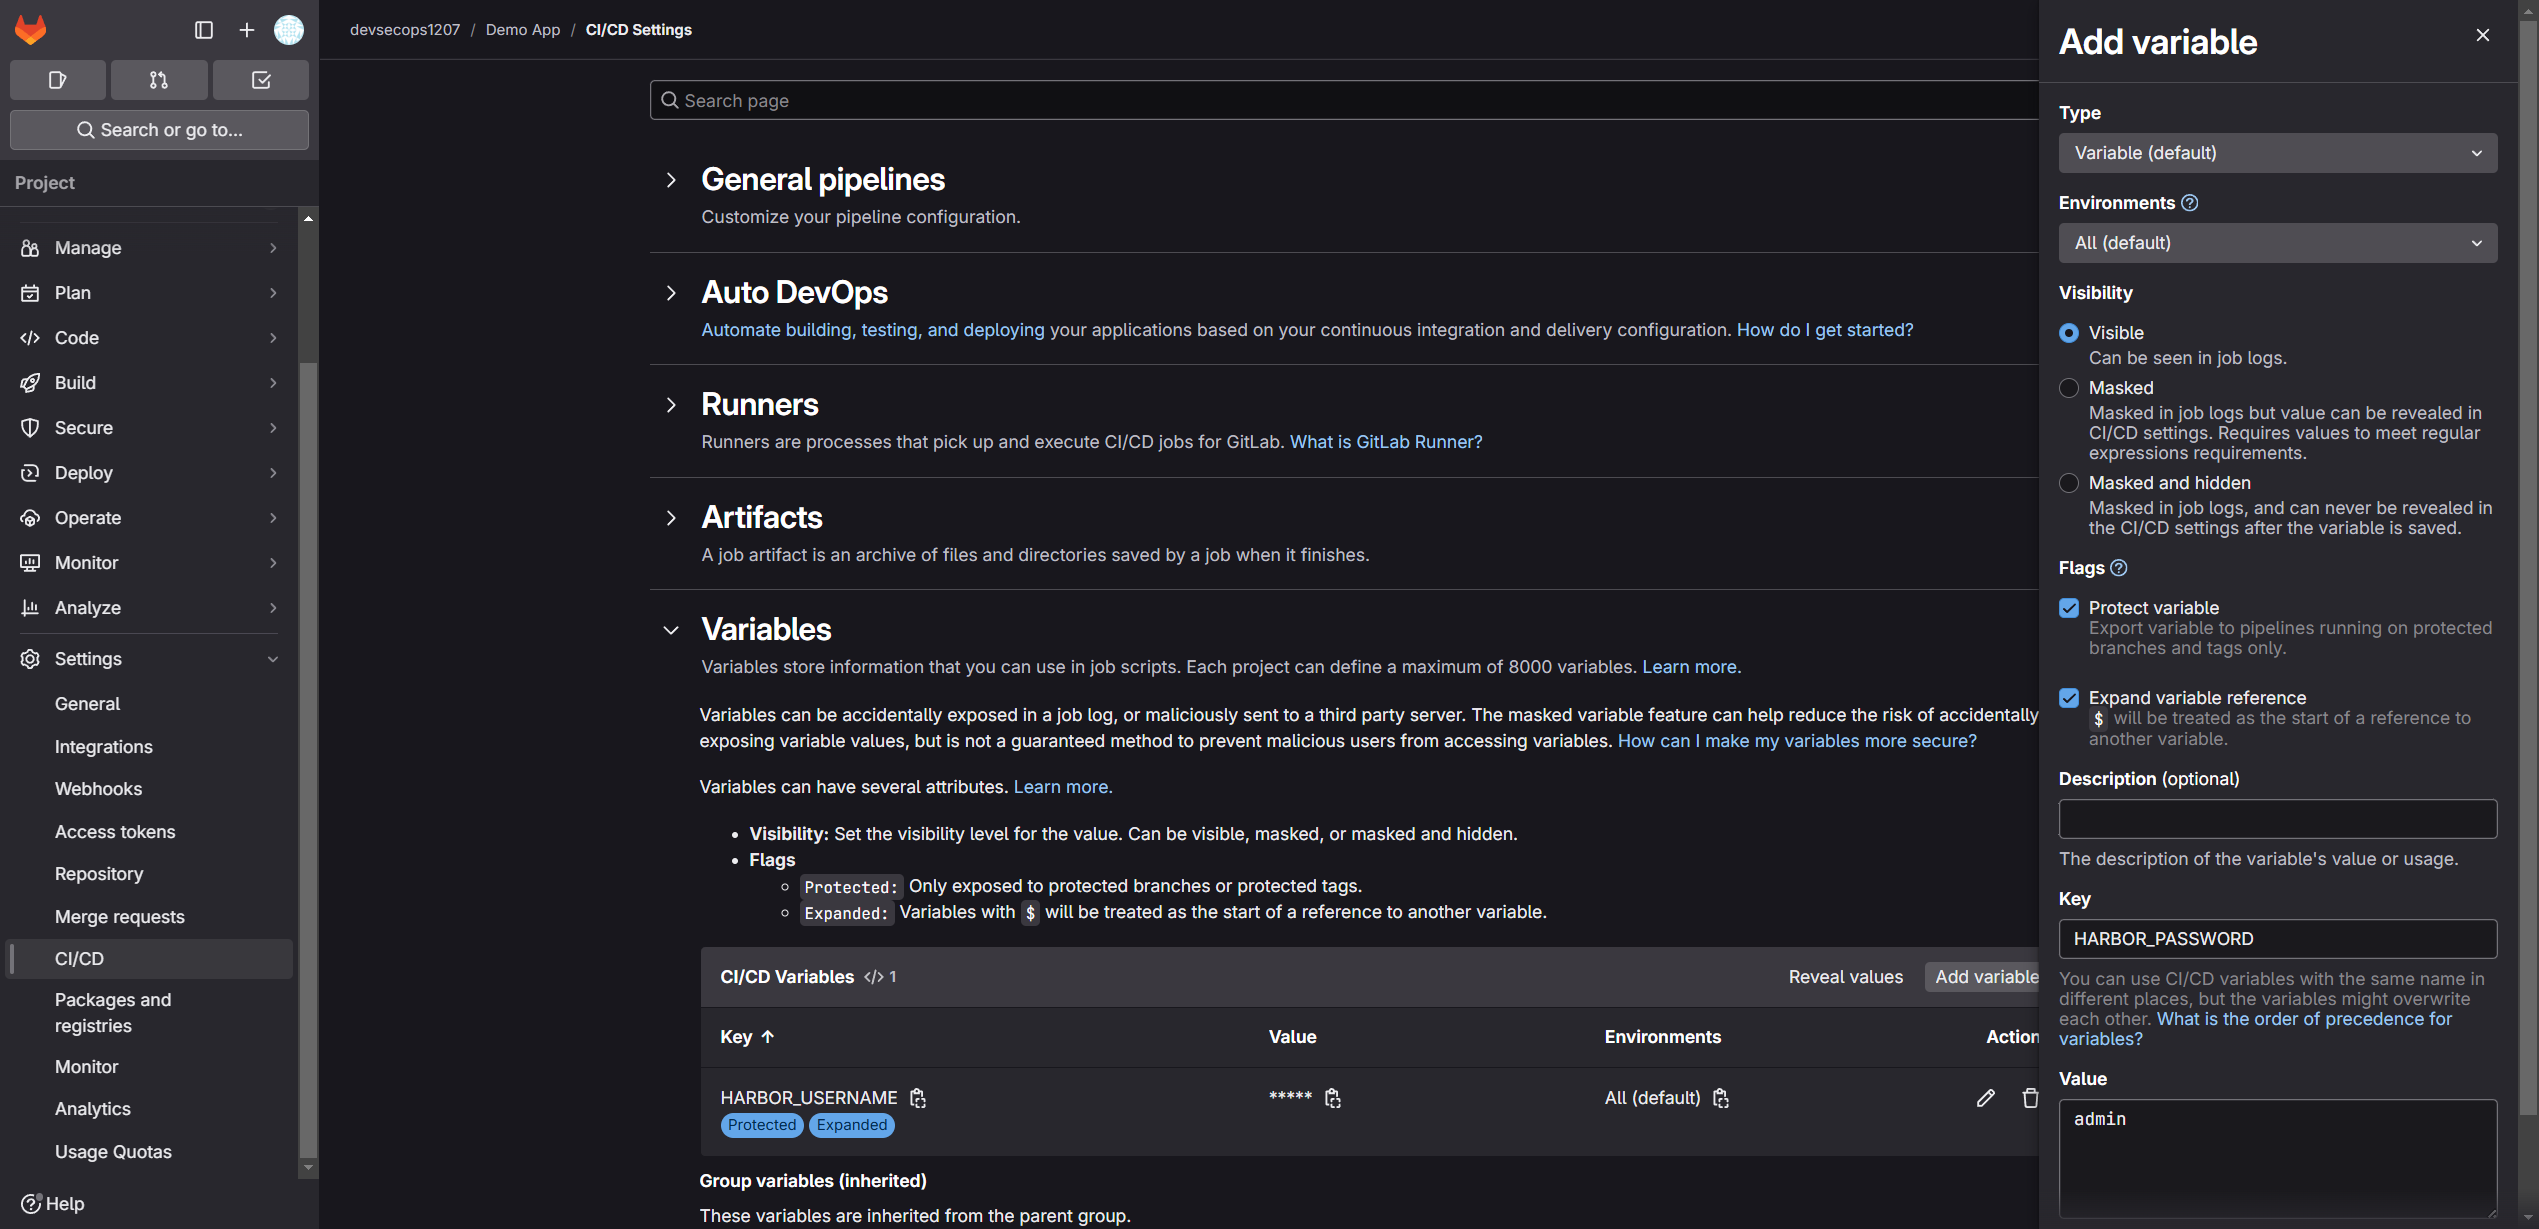 Search or go to...
Project
Manage
Plan
Code
Build
Secure
Deploy
Operate
Monitor
Analyze
Settings
General
Integrations
Webhooks
Access tokens
Repository
Merge requests
CI/CD
Packages and
registries
Monitor
Analytics
Usage Quotas
Help
devsecops1207 / Demo App / CI/CD Settings
Search page
General pipelines
Customize your pipeline configuration.
Auto DevOps
Automate building, testing, and deploying your applications based on your continuous integration and delivery configuration. How do I get started?
Runners
Runners are processes that pick up and execute CI/CD jobs for GitLab. What is GitLab Runner?
Artifacts
A job artifact is an archive of files and directories saved by a job when it finishes.
Variables
Variables store information that you can use in job scripts. Each project can define a maximum of 8000 variables. Learn more.
Variables can be accidentally exposed in a job log, or maliciously sent to a third party server. The masked variable feature can help reduce the risk of accidentally
exposing variable values, but is not a guaranteed method to prevent malicious users from accessing variables. How can I make my variables more secure?
Variables can have several attributes. Learn more.
• Visibility: Set the visibility level for the value. Can be visible, masked, or masked and hidden.
• Flags
◦ Protected: Only exposed to protected branches or protected tags.
◦ Expanded: Variables with $ will be treated as the start of a reference to another variable.
CI/CD Variables </> 1
Reveal values
Add variable
Key ↑
Value
Environments
Action
HARBOR_USERNAME
*****
All (default)
Protected
Expanded
Group variables (inherited)
These variables are inherited from the parent group.
Add variable
Type
Variable (default)
Environments
All (default)
Visibility
Visible
Can be seen in job logs.
Masked
Masked in job logs but value can be revealed in
CI/CD settings. Requires values to meet regular
expressions requirements.
Masked and hidden
Masked in job logs, and can never be revealed in
the CI/CD settings after the variable is saved.
Flags
Protect variable
Export variable to pipelines running on protected
branches and tags only.
Expand variable reference
$ will be treated as the start of a reference to
another variable.
Description (optional)
The description of the variable's value or usage.
Key
HARBOR_PASSWORD
You can use CI/CD variables with the same name in
different places, but the variables might overwrite
each other. What is the order of precedence for
variables?
Value
admin